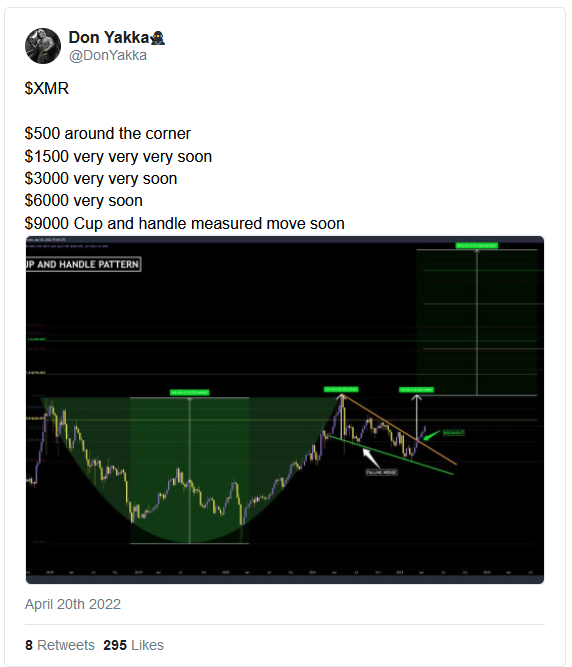 Don Yakka
@DonYakka
$XMR
$500 around the corner
$1500 very very very soon
$3000 very very soon
$6000 very soon
$9000 Cup and handle measured move soon
UP AND HANDLE PATTERN
BREAKOUT
FALLING WEDGE
April 20th 2022
8 Retweets 295 Likes